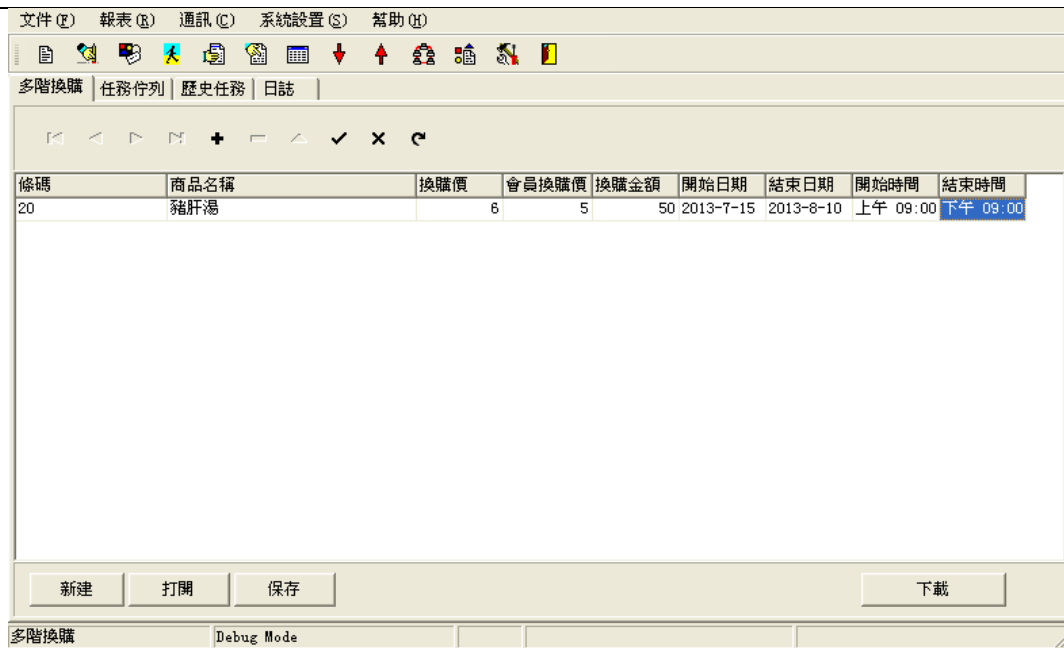 文件(F) 報表(R) 通訊(C) 系統設置(S) 幫助(H)
多階換購 任務佇列 歷史任務 日誌
條碼 商品名稱 換購價 會員換購價 換購金額 開始日期 結束日期 開始時間 結束時間
20 豬肝湯 6 5 50 2013-7-15 2013-8-10 上午 09:00 下午 09:00
新建 打開 保存 下載
多階換購 Debug Mode